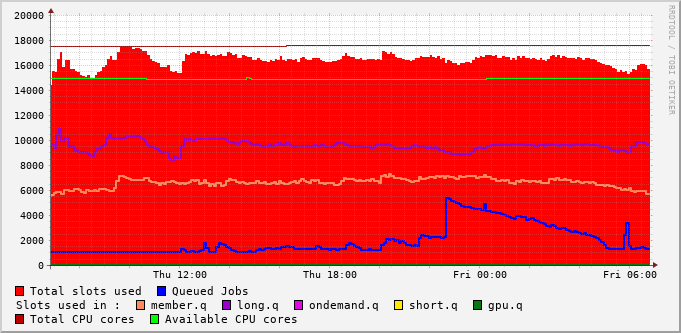 20000
18000
16000
14000
12000
10000
8000
6000
4000
2000
0
Thu 12:00 Thu 18:00 Fri 00:00 Fri 06:00
Total slots used Queued Jobs
Slots used in : member.q long.q ondemand.q short.q gpu.q
Total CPU cores Available CPU cores
RRDTOOL / TOBI OETIKER